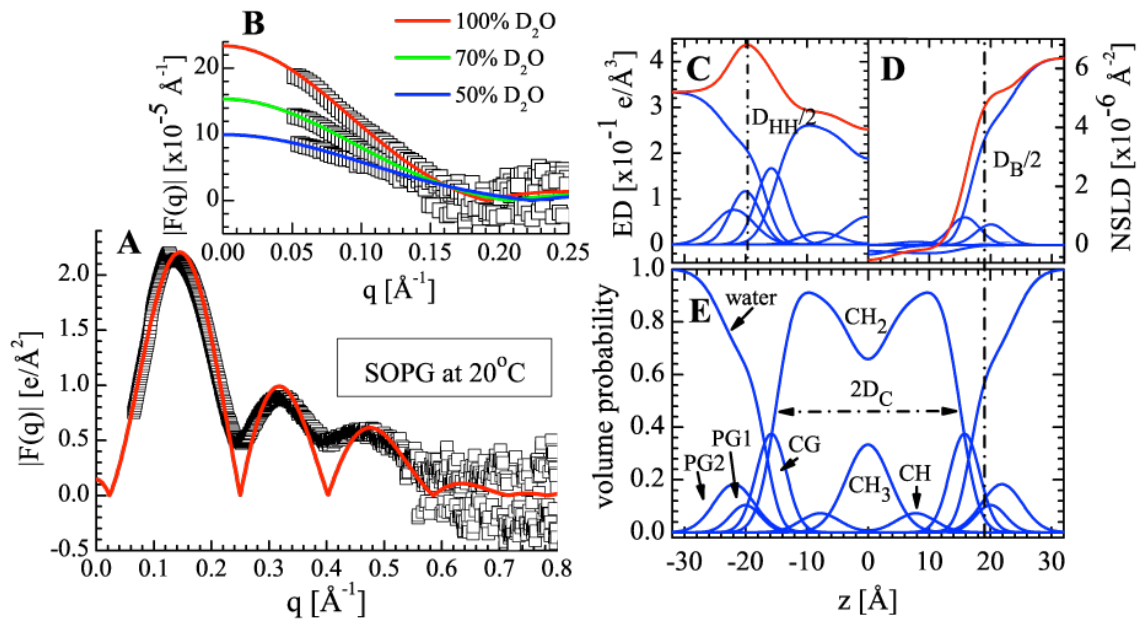 B
100% D₂O
70% D₂O
50% D₂O
|F(q)| [x10⁻⁵ Å⁻¹]
20
10
0
0.00 0.05 0.10 0.15 0.20 0.25
q [Å⁻¹]
A
|F(q)| [e/Å²]
2.0
1.5
1.0
0.5
0.0
-0.5
SOPG at 20°C
0.0 0.1 0.2 0.3 0.4 0.5 0.6 0.7 0.8
q [Å⁻¹]
C
ED [x10⁻¹ e/Å³]
4
3
2
1
0
D_HH/2
D
D_B/2
6
4
2
0
NSLD [x10⁻⁶ Å⁻²]
E
volume probability
1.0
0.8
0.6
0.4
0.2
0.0
water
CH₂
2D_C
PG2
PG1
CG
CH₃
CH
-30 -20 -10 0 10 20 30
z [Å]